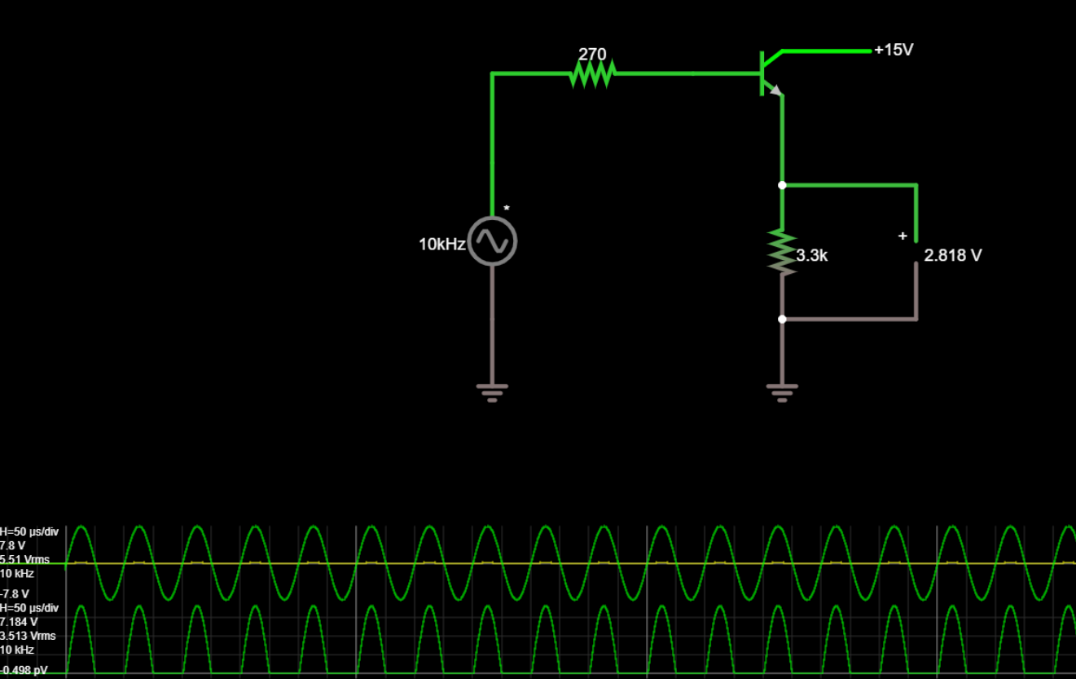 270
+15V
*
10kHz
+
3.3k
2.818 V
H=50 µs/div
7.8 V
5.51 Vrms
10 kHz
-7.8 V
H=50 µs/div
7.184 V
3.513 Vrms
10 kHz
-0.498 pV